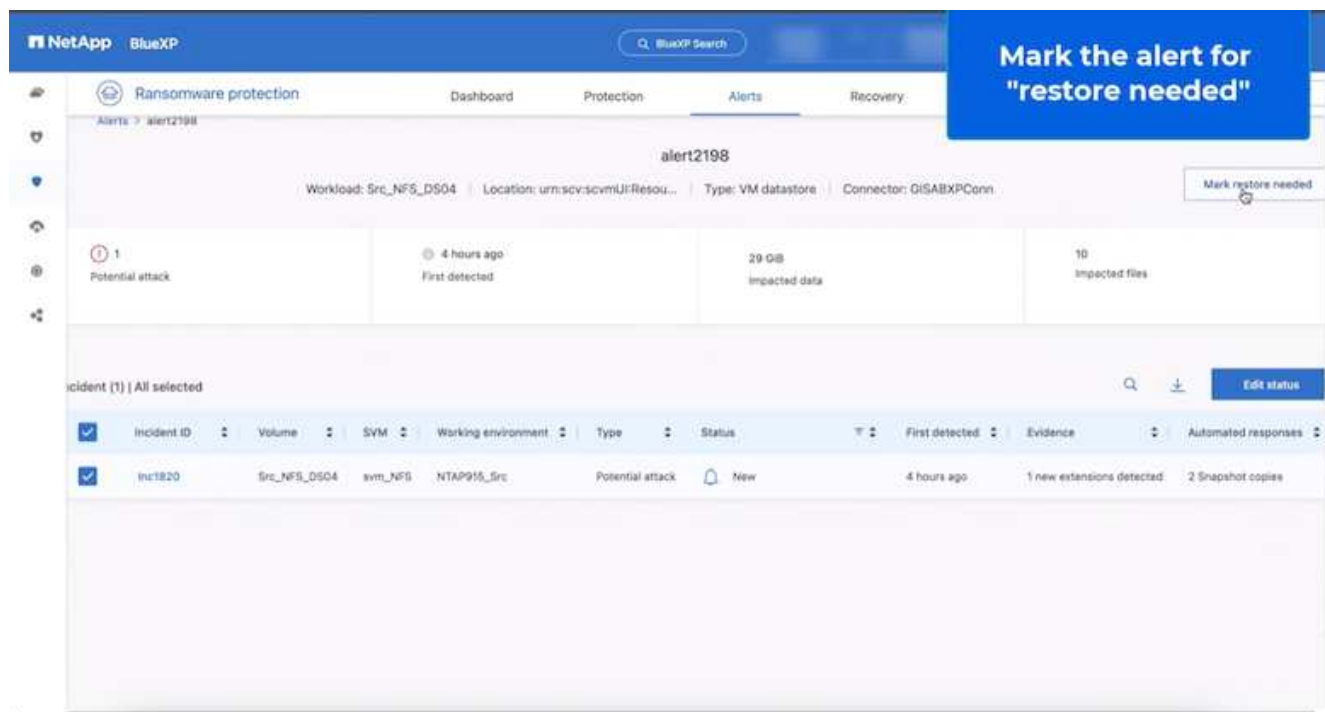 NetApp BlueXP
BlueXP Search
Mark the alert for
"restore needed"
Ransomware protection
Dashboard Protection Alerts Recovery
Alerts > alert2198
alert2198
Workload: Src_NFS_DS04 | Location: urn:scv:scvmUI:Resou... | Type: VM datastore | Connector: GISABXPConn
Mark restore needed
1
Potential attack
4 hours ago
First detected
29 GiB
Impacted data
10
Impacted files
cident (1) | All selected
Edit status
Incident ID Volume SVM Working environment Type Status First detected Evidence Automated responses
Inc1820 Src_NFS_DS04 svm_NFS NTAP915_Src Potential attack New 4 hours ago 1 new extensions detected 2 Snapshot copies